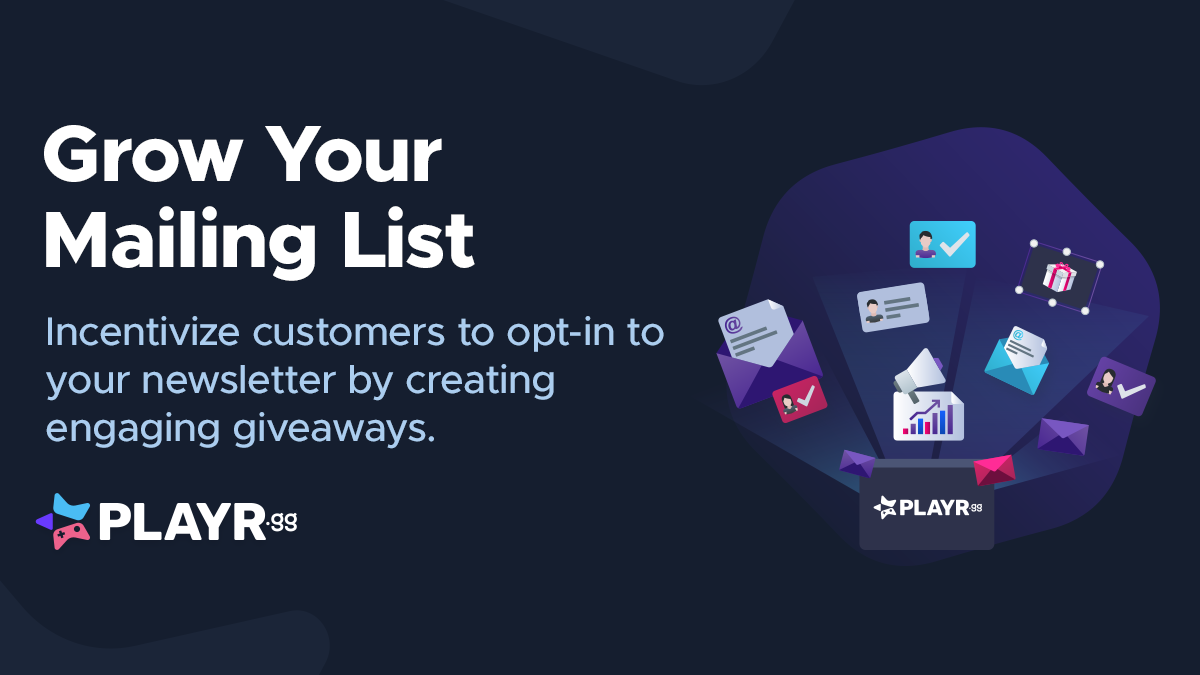 Grow Your
Mailing List
Incentivize customers to opt-in to
your newsletter by creating
engaging giveaways.
PLAYR.gg
@
@
PLAYR.gg